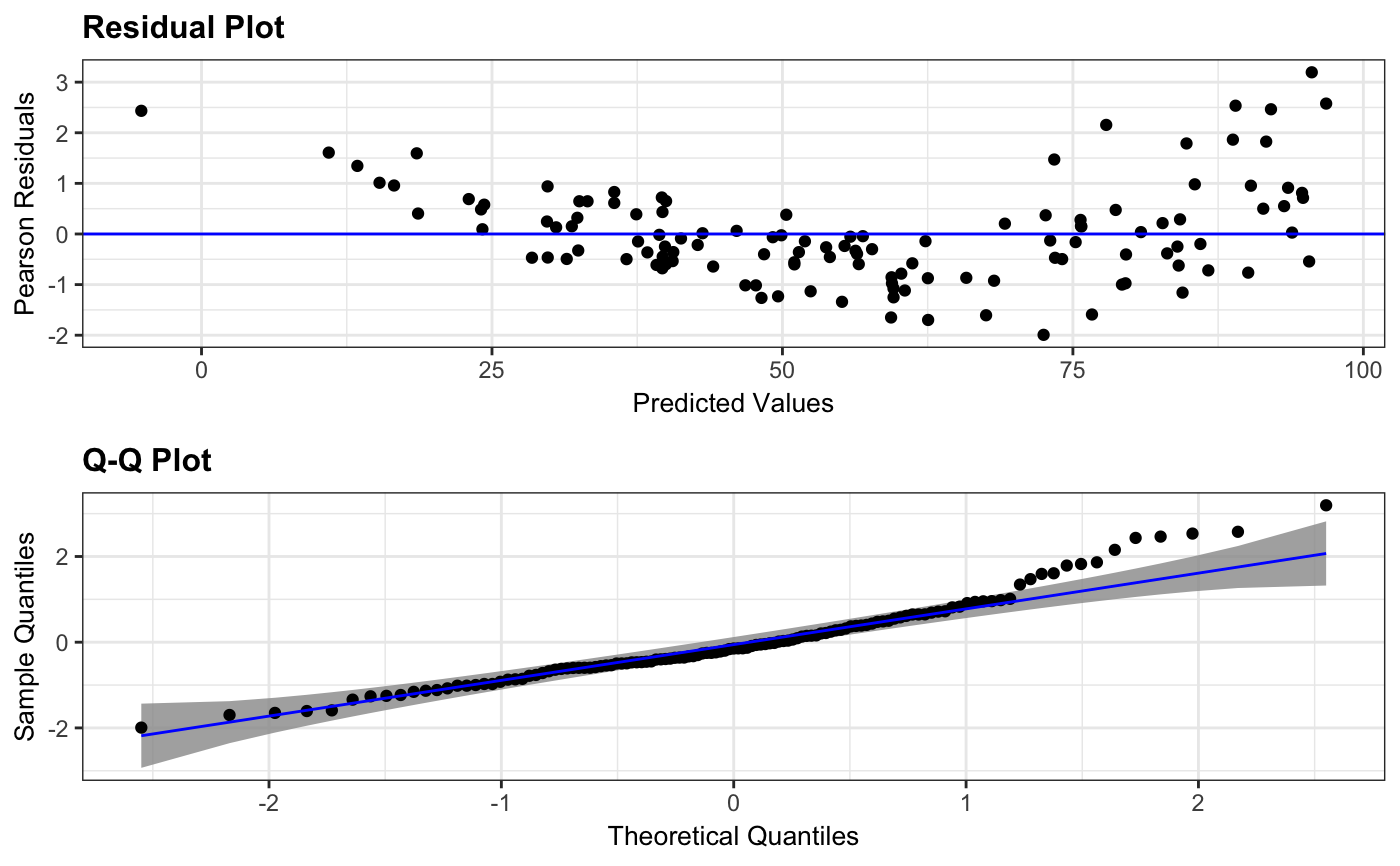 Residual Plot
Pearson Residuals
3
2
1
0
-1
-2
0 25 50 75 100
Predicted Values
Q-Q Plot
Sample Quantiles
2
0
-2
-2 -1 0 1 2
Theoretical Quantiles